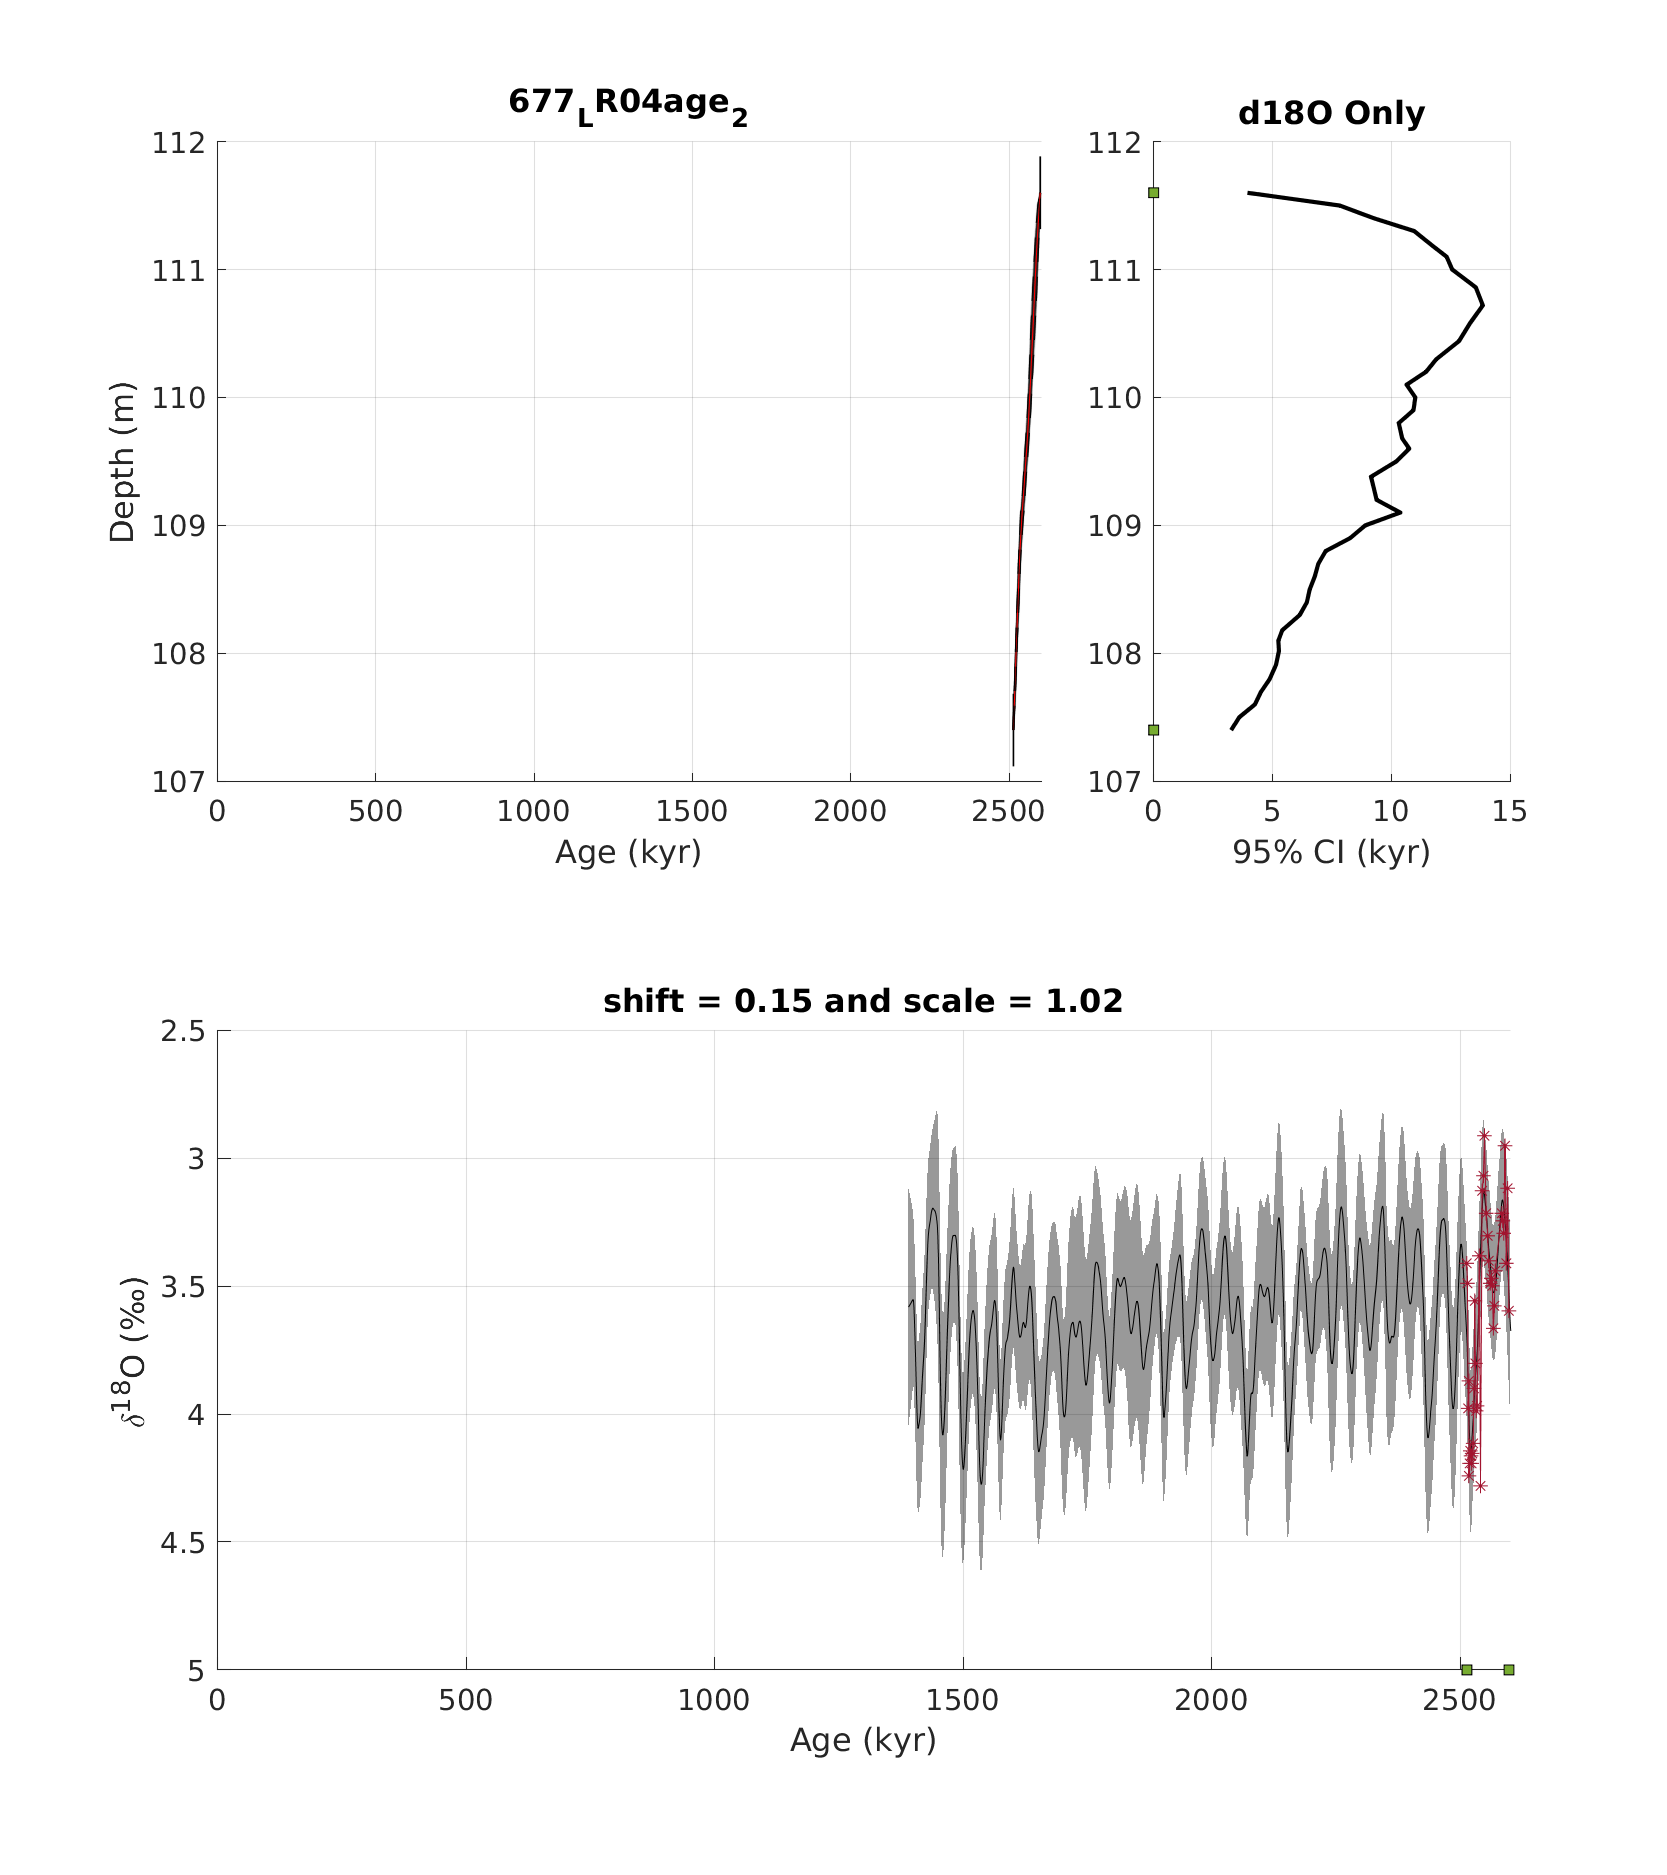 677LR04age2
112
111
110
109
108
107
0 500 1000 1500 2000 2500
Age (kyr)
Depth (m)
d18O Only
112
111
110
109
108
107
0 5 10 15
95% CI (kyr)
shift = 0.15 and scale = 1.02
2.5
3
3.5
4
4.5
5
δ18O (‰)
0 500 1000 1500 2000 2500
Age (kyr)